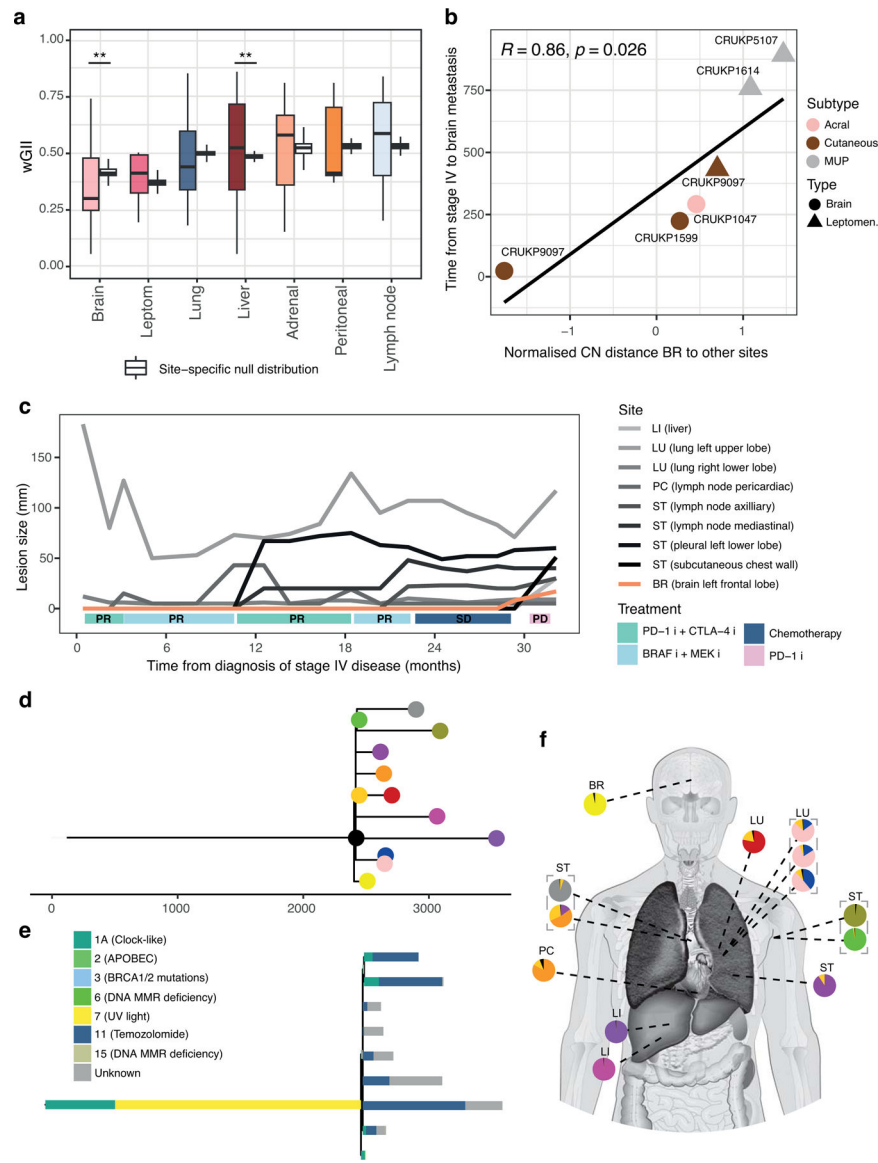 a
1.00
0.75
0.50
0.25
0.00
wGII
**
**
Brain
Leptom
Lung
Liver
Adrenal
Peritoneal
Lymph node
Site−specific null distribution
b
R = 0.86, p = 0.026
CRUKP5107
CRUKP1614
CRUKP9097
CRUKP1047
CRUKP1599
CRUKP9097
750
500
250
0
Time from stage IV to brain metastasis
−1
0
1
Normalised CN distance BR to other sites
Subtype
Acral
Cutaneous
MUP
Type
Brain
Leptomen.
c
150
100
50
0
Lesion size (mm)
PR
PR
PR
PR
SD
PD
0
6
12
18
24
30
Time from diagnosis of stage IV disease (months)
Site
LI (liver)
LU (lung left upper lobe)
LU (lung right lower lobe)
PC (lymph node pericardiac)
ST (lymph node axilliary)
ST (lymph node mediastinal)
ST (pleural left lower lobe)
ST (subcutaneous chest wall)
BR (brain left frontal lobe)
Treatment
PD−1 i + CTLA−4 i
Chemotherapy
BRAF i + MEK i
PD−1 i
d
0
1000
2000
3000
e
1A (Clock−like)
2 (APOBEC)
3 (BRCA1/2 mutations)
6 (DNA MMR deficiency)
7 (UV light)
11 (Temozolomide)
15 (DNA MMR deficiency)
Unknown
f
BR
LU
LU
ST
ST
PC
ST
LI
LI